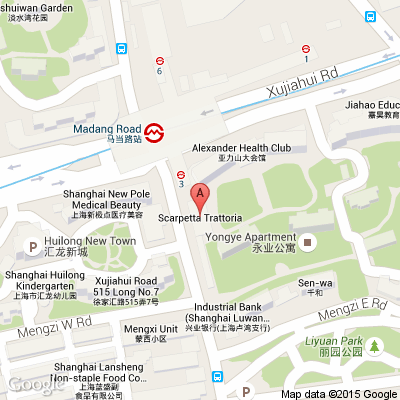 shuiwan Garden
淡水湾花园
6
1
Xujiahui Rd
Jiahao Educ
嘉昊教育
Madang Road
马当路站
Alexander Health Club
亚力山大会馆
3
A
Scarpetta Trattoria
Shanghai New Pole
Medical Beauty
上海新极点医疗美容
P
Huilong New Town
汇龙新城
Yongye Apartment
永业公寓
Shanghai Huilong
Kindergarten
上海市汇龙幼儿园
Xujiahui Road
515 Long No.7
徐家汇路515弄7号
Sen-wa
千和
Industrial Bank
(Shanghai Luwan...
兴业银行(上海卢湾支行)
Mengzi E Rd
Mengzi W Rd
Mengxi Unit
蒙西小区
Liyuan Park
丽园公园
Shanghai Lansheng
Non-staple Food Co...
上海蓝盛副
食品有限公司
Google
Map data ©2015 Google